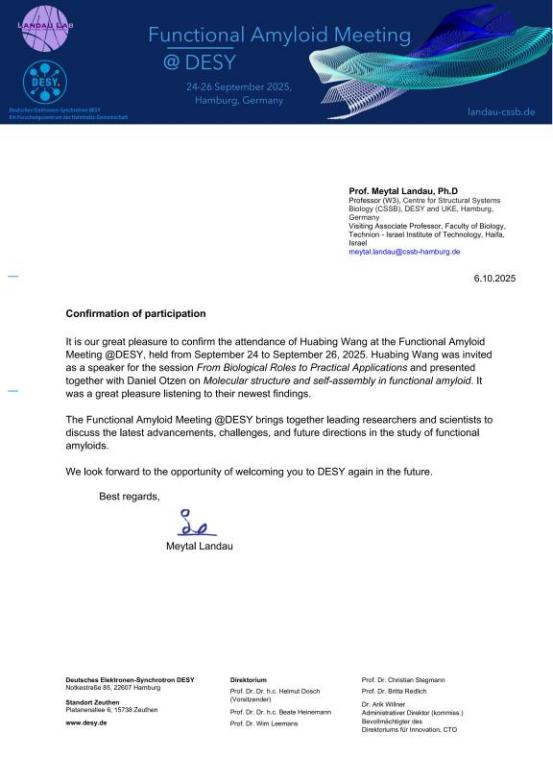 LANDAU LAB
Functional Amyloid Meeting
@ DESY
24-26 September 2025,
Hamburg, Germany
DESY.
Deutsches Elektronen-Synchrotron DESY
Ein Forschungszentrum der Helmholtz-Gemeinschaft
landau-cssb.de
Prof. Meytal Landau, Ph.D
Professor (W3), Centre for Structural Systems
Biology (CSSB), DESY and UKE, Hamburg,
Germany
Visiting Associate Professor, Faculty of Biology,
Technion - Israel Institute of Technology, Haifa,
Israel
meytal.landau@cssb-hamburg.de
6.10.2025
Confirmation of participation
It is our great pleasure to confirm the attendance of Huabing Wang at the Functional Amyloid
Meeting @DESY, held from September 24 to September 26, 2025. Huabing Wang was invited
as a speaker for the session From Biological Roles to Practical Applications and presented
together with Daniel Otzen on Molecular structure and self-assembly in functional amyloid. It
was a great pleasure listening to their newest findings.
The Functional Amyloid Meeting @DESY brings together leading researchers and scientists to
discuss the latest advancements, challenges, and future directions in the study of functional
amyloids.
We look forward to the opportunity of welcoming you to DESY again in the future.
Best regards,
Meytal Landau
Deutsches Elektronen-Synchrotron DESY
Notkestraße 85, 22607 Hamburg
Standort Zeuthen
Platanenallee 6, 15738 Zeuthen
www.desy.de
Direktorium
Prof. Dr. Dr. h.c. Helmut Dosch
(Vorsitzender)
Prof. Dr. Dr. h.c. Beate Heinemann
Prof. Dr. Wim Leemans
Prof. Dr. Christian Stegmann
Prof. Dr. Britta Redlich
Dr. Arik Willner
Administrativer Direktor (kommiss.)
Bevollmächtigter des
Direktoriums für Innovation, CTO